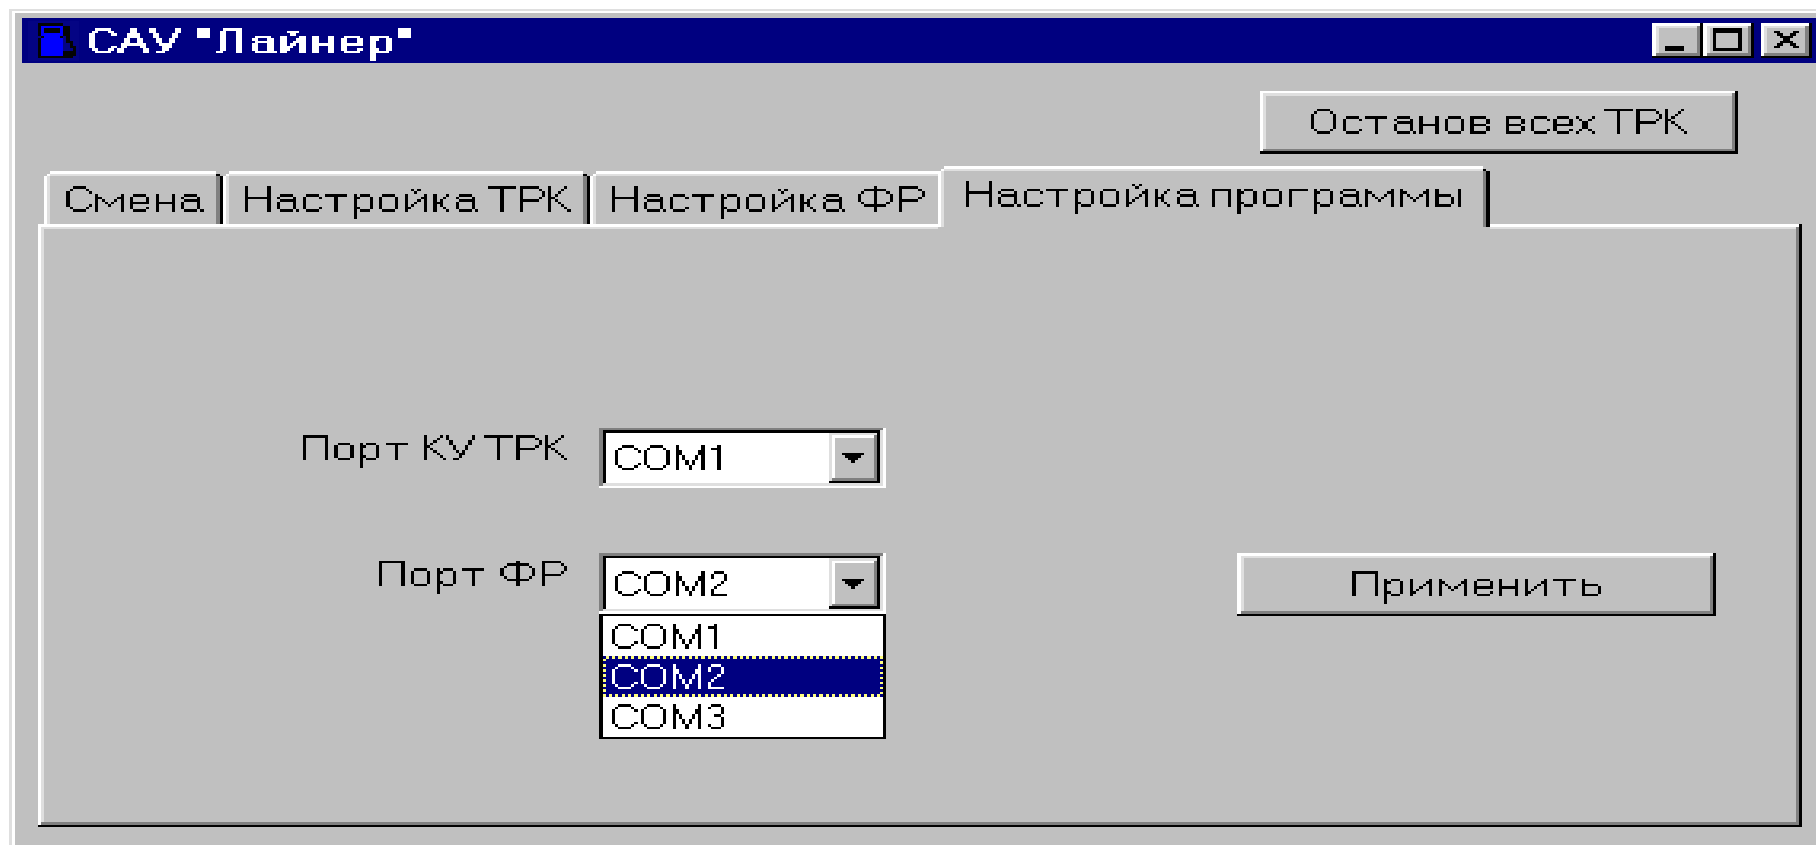 САУ "Лайнер"
Останов всех ТРК
Смена Настройка ТРК Настройка ФР Настройка программы
Порт КУ ТРК COM1
Порт ФР COM2 Применить
COM1
COM2
COM3